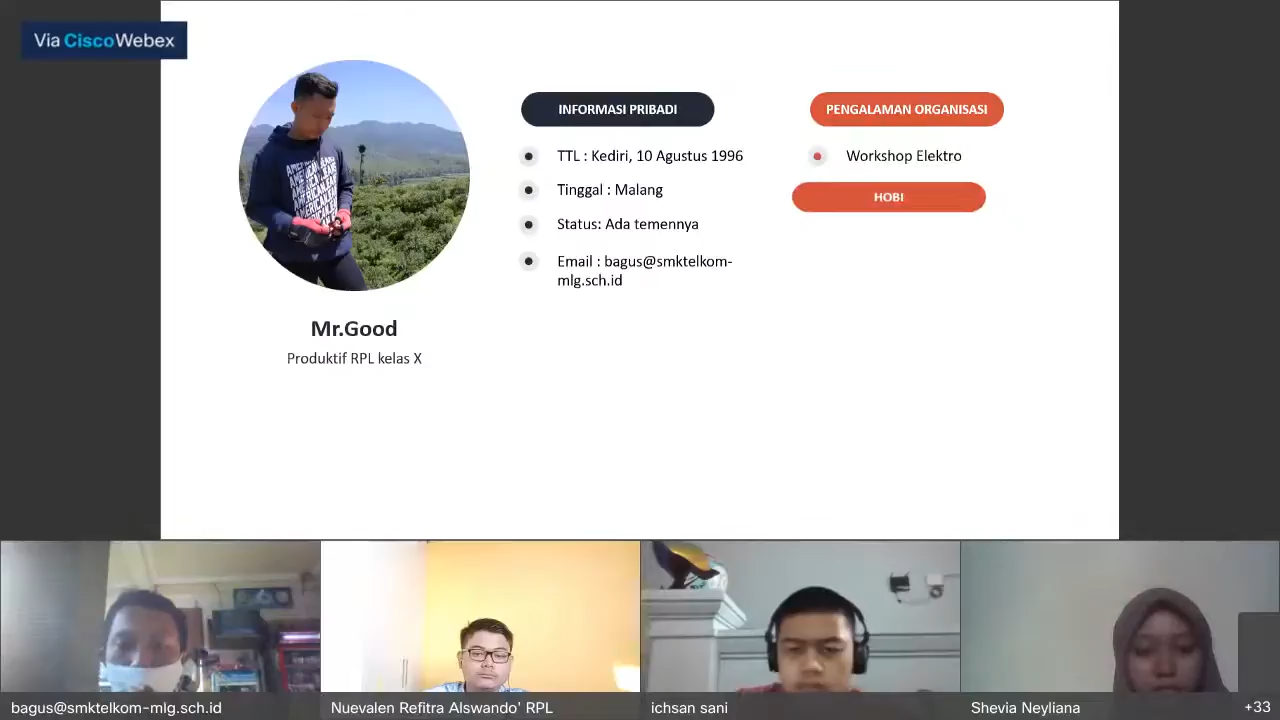 Via Cisco Webex
INFORMASI PRIBADI
TTL : Kediri, 10 Agustus 1996
Tinggal : Malang
Status: Ada temennya
Email : bagus@smktelkom-
mlg.sch.id
PENGALAMAN ORGANISASI
Workshop Elektro
HOBI
Mr.Good
Produktif RPL kelas X
bagus@smktelkom-mlg.sch.id
Nuevalen Refitra Alswando' RPL
ichsan sani
Shevia Neyliana
+33